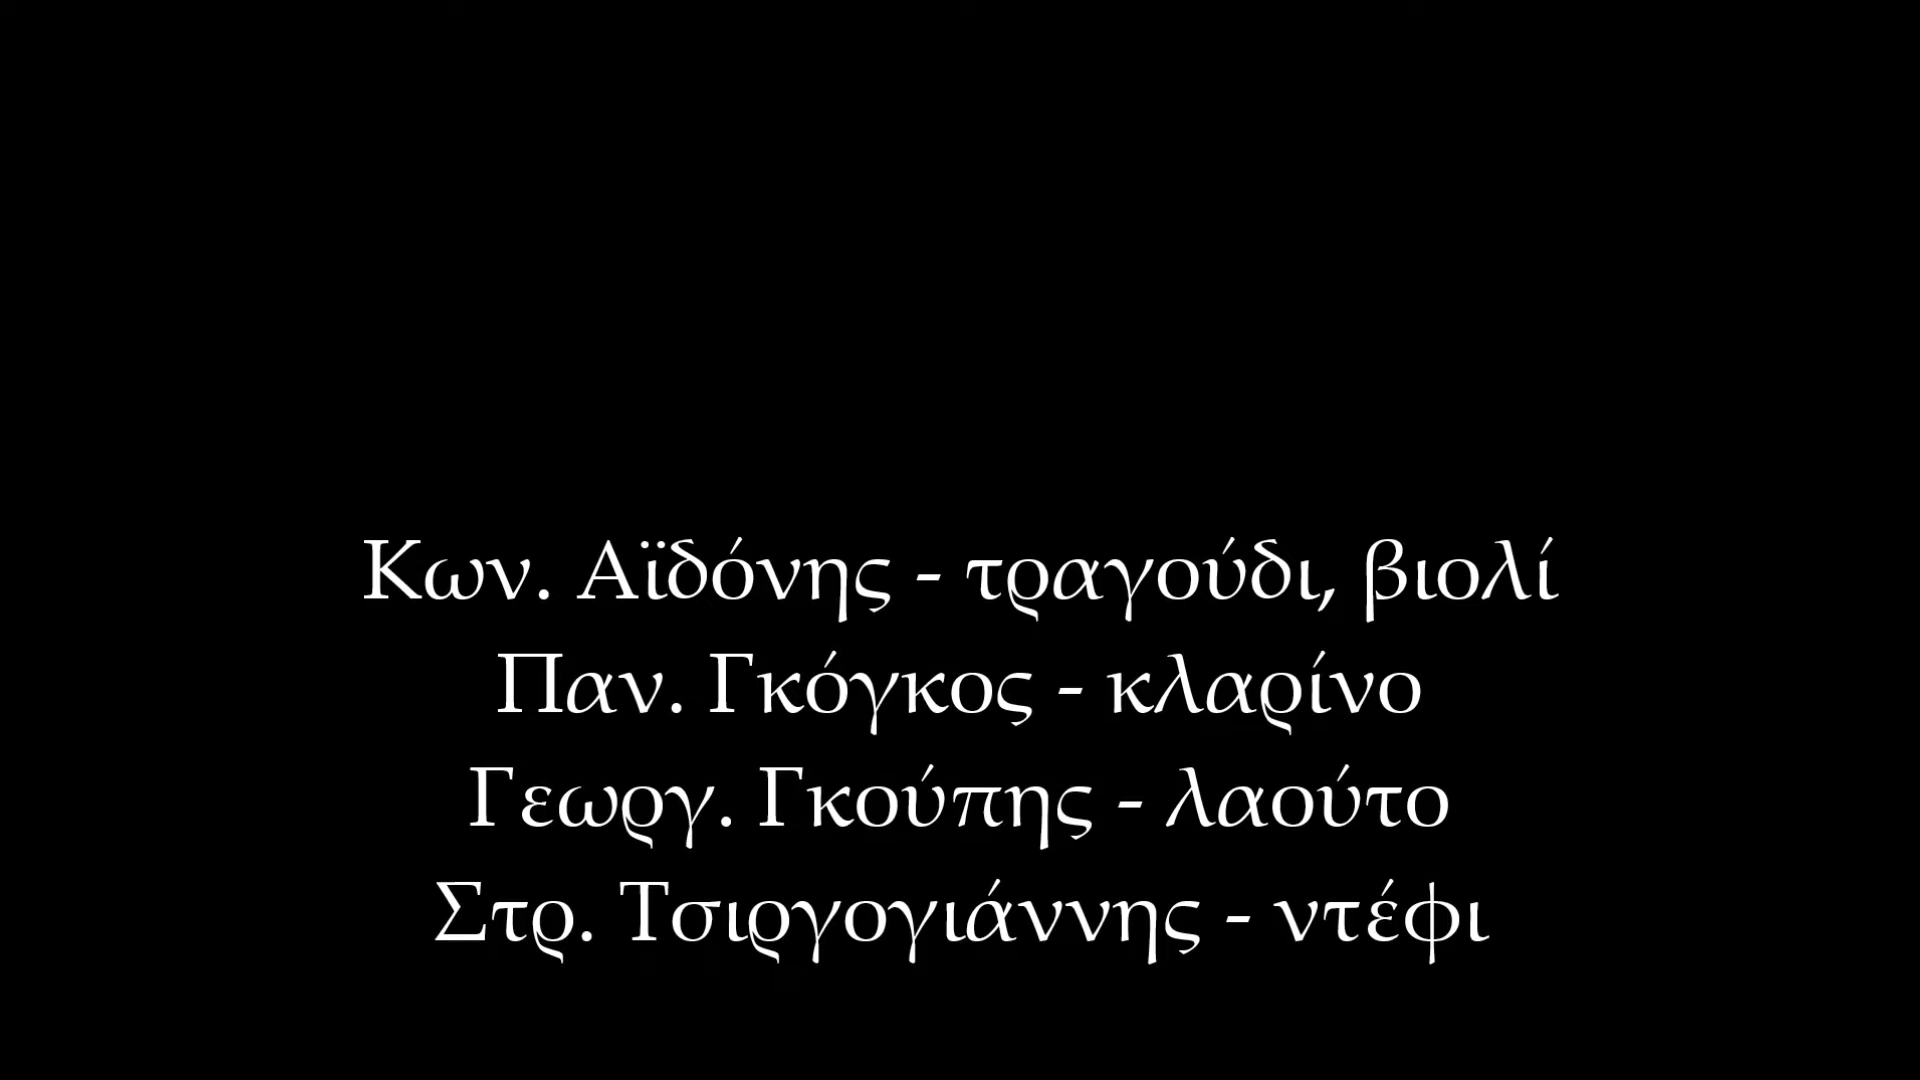 Κων. Αϊδόνης - τραγούδι, βιολί
Παν. Γκόγκος - κλαρίνο
Γεωργ. Γκούπης - λαούτο
Στρ. Τσιργογιάννης - ντέφι